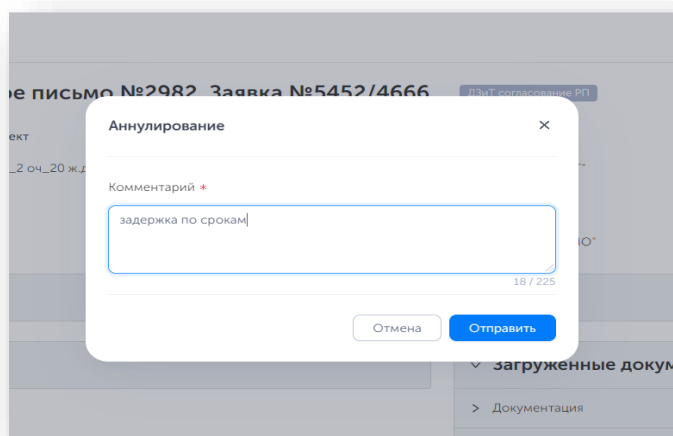 ое письмо №2982  Заявка №5452/4666
ДЗиТ согласование РП
Аннулирование
ект
_2 оч_20 ж.д
Комментарий *
задержка по срокам
Ю"
18 / 225
Отмена
Отправить
Загруженные докум
Документация